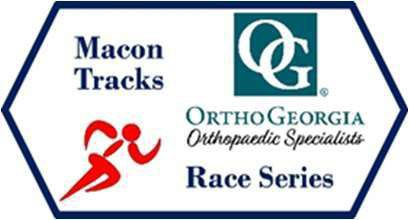 Macon
Tracks
OG®
ORTHOGEORGIA
Orthopaedic Specialists
Race Series